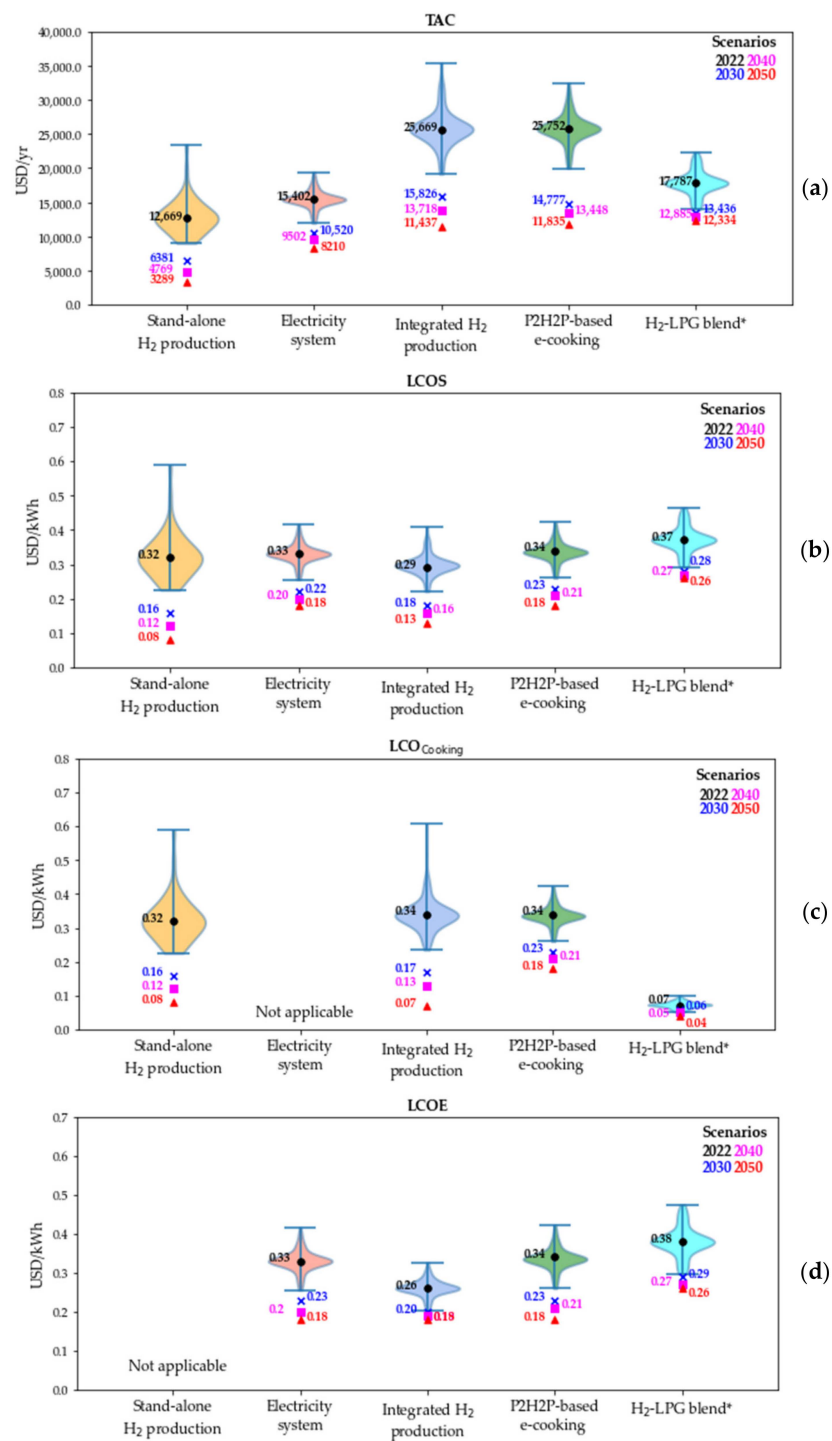 TAC
40,000.0
35,000.0
30,000.0
25,000.0
20,000.0
15,000.0
10,000.0
5,000.0
0.0
USD/yr
Scenarios
2022 2040
2030 2050
12,669
6381
4769
3289
15,402
10,520
9502
8210
25,669
15,826
13,718
11,437
25,752
14,777
13,448
11,835
17,787
13,436
12,885
12,334
Stand-alone
H2 production
Electricity
system
Integrated H2
production
P2H2P-based
e-cooking
H2-LPG blend*
(a)
LCOS
0.8
0.7
0.6
0.5
0.4
0.3
0.2
0.1
0.0
USD/kWh
Scenarios
2022 2040
2030 2050
0.32
0.16
0.12
0.08
0.33
0.22
0.20
0.18
0.29
0.18
0.16
0.13
0.34
0.23
0.21
0.18
0.37
0.28
0.27
0.26
Stand-alone
H2 production
Electricity
system
Integrated H2
production
P2H2P-based
e-cooking
H2-LPG blend*
(b)
LCOCooking
0.8
0.7
0.6
0.5
0.4
0.3
0.2
0.1
0.0
USD/kWh
Scenarios
2022 2040
2030 2050
0.32
0.16
0.12
0.08
Not applicable
0.34
0.17
0.13
0.07
0.34
0.23
0.21
0.18
0.07
0.06
0.05
0.04
Stand-alone
H2 production
Electricity
system
Integrated H2
production
P2H2P-based
e-cooking
H2-LPG blend*
(c)
LCOE
0.7
0.6
0.5
0.4
0.3
0.2
0.1
0.0
USD/kWh
Scenarios
2022 2040
2030 2050
Not applicable
0.33
0.23
0.2
0.18
0.26
0.20
0.34
0.23
0.21
0.18
0.38
0.29
0.27
0.26
Stand-alone
H2 production
Electricity
system
Integrated H2
production
P2H2P-based
e-cooking
H2-LPG blend*
(d)